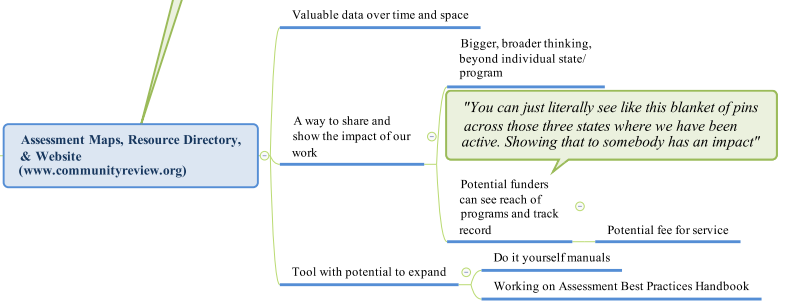 Valuable data over time and space
Bigger, broader thinking,
beyond individual state/
program
"You can just literally see like this blanket of pins
across those three states where we have been
active. Showing that to somebody has an impact"
A way to share and
show the impact of our
work
Assessment Maps, Resource Directory,
& Website
(www.communityreview.org)
Potential funders
can see reach of
programs and track
record
Potential fee for service
Do it yourself manuals
Tool with potential to expand
Working on Assessment Best Practices Handbook